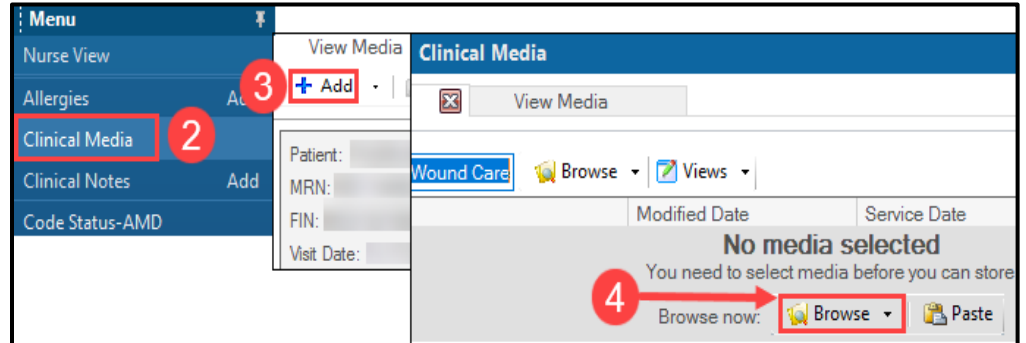 Menu
Nurse View
Allergies
Clinical Media
2
Clinical Notes Add
Code Status-AMD
View Media
3
Add
Patient:
MRN:
FIN:
Visit Date:
Clinical Media
View Media
Wound Care Browse Views
Modified Date Service Date
No media selected
You need to select media before you can store
4
Browse now: Browse Paste